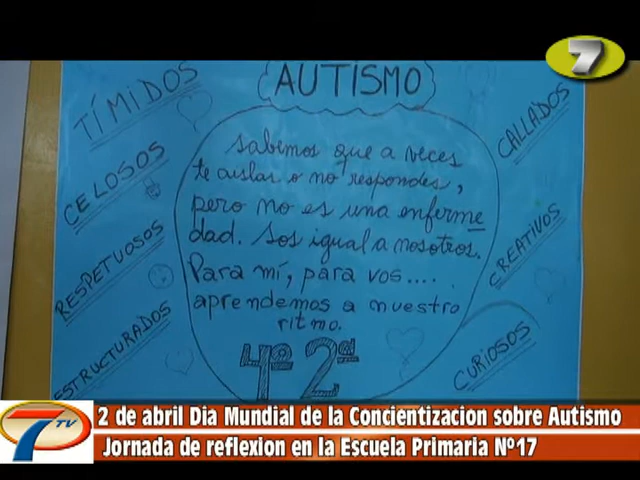 7
AUTISMO
TÍMIDOS
CELOSOS
RESPETUOSOS
ESTRUCTURADOS
Sabemos que a veces
te aislas o no respondes,
pero no es una enferme
dad. Sos igual a nosotros.
Para mí, para vos....
aprendemos a nuestro
ritmo.
4º 2ª
CALLADOS
CREATIVOS
CURIOSOS
7 TV
2 de abril Dia Mundial de la Concientizacion sobre Autismo
Jornada de reflexion en la Escuela Primaria Nº17